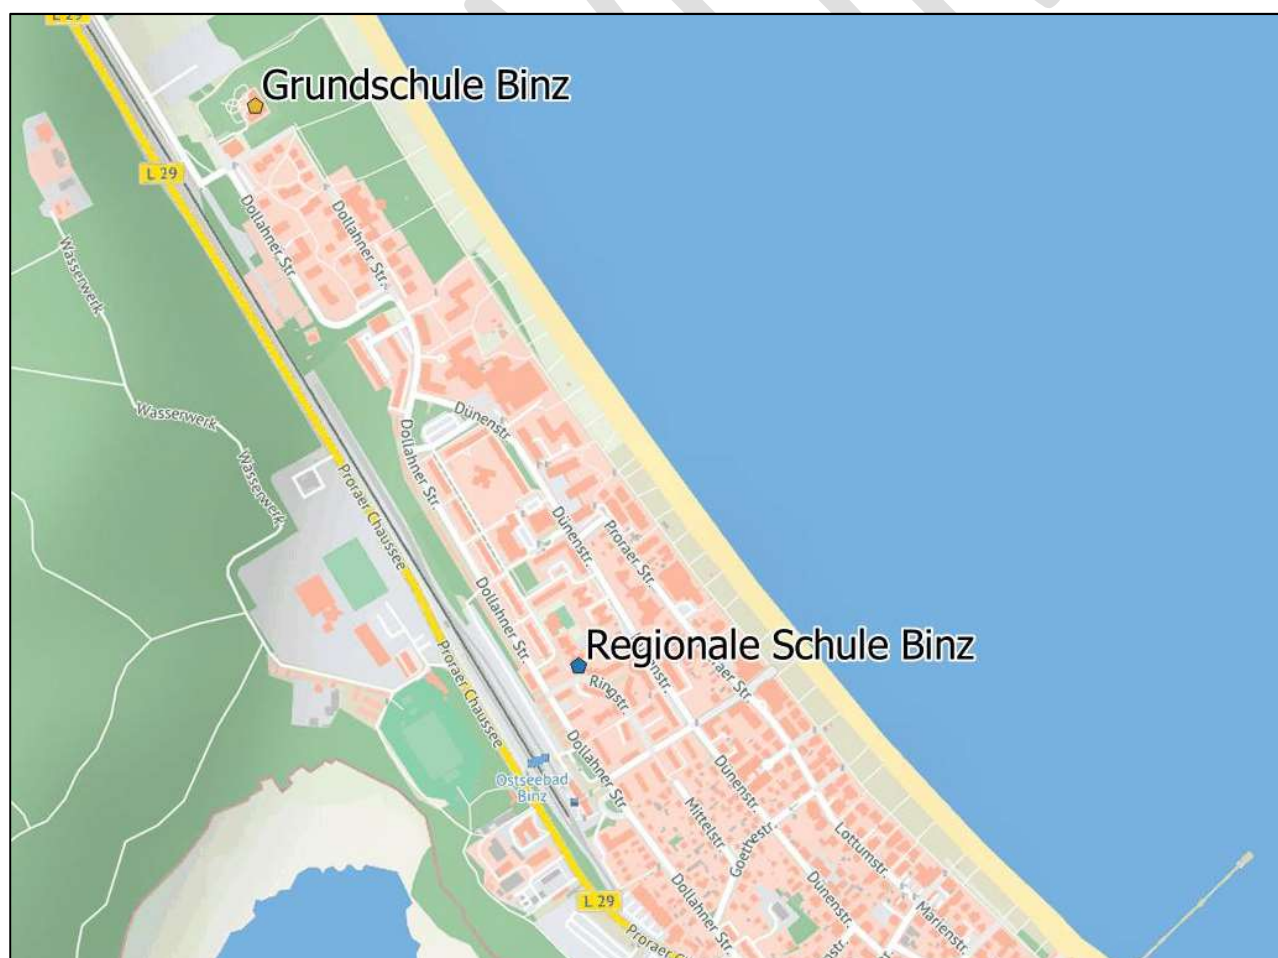 L 29
Grundschule Binz
L 29
Dollahner Str.
Dollahner Str.
Wasserwerk
Wasserwerk
Wasserwerk
Dünenstr.
Dollahner Str.
Proraer Chaussee
Dünenstr.
Proraer Str.
Dollahner Str.
Regionale Schule Binz
Proraer Chaussee
Ringstr.
nenstr.
raer Str.
Ostseebad
Binz
Dollahner Str.
Dünenstr.
Mittelstr.
Goethestr.
Lottumstr.
Dollahner Str.
Dünenstr.
Marienstr.
L 29
Proraer C